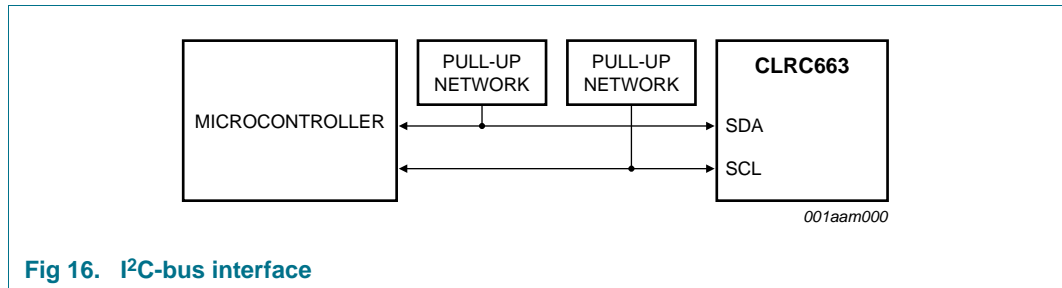 PULL-UP
NETWORK
PULL-UP
NETWORK
CLRC663
MICROCONTROLLER
SDA
SCL
001aam000
Fig 16. I²C-bus interface